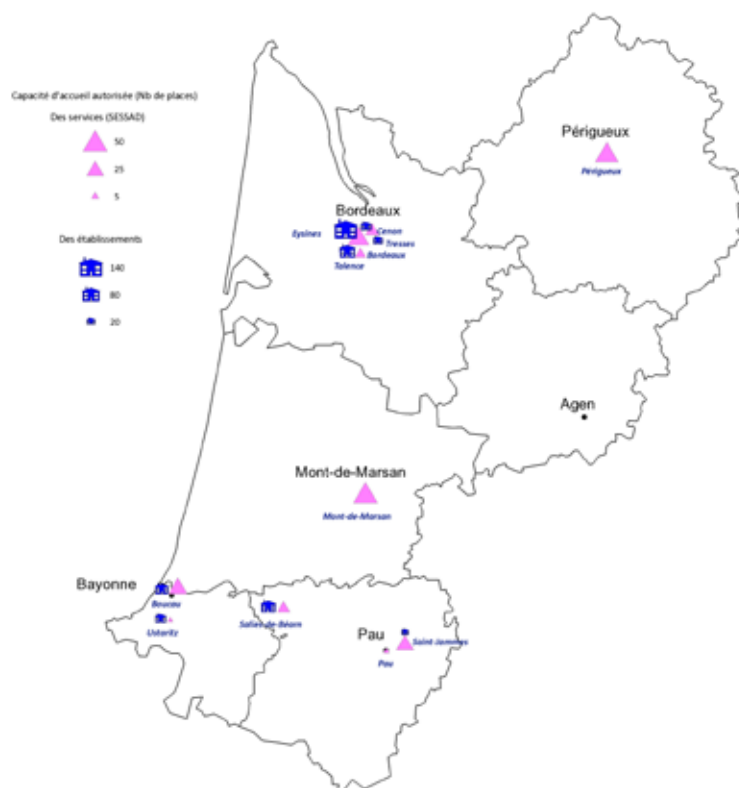 Capacité d'accueil autorisée (Nb de places)
Des services (SESSAD)
50
25
5
Des établissements
140
80
20
Périgueux
Périgueux
Bordeaux
Eysines
Cenon
Tresses
Bordeaux
Talence
Agen
Mont-de-Marsan
Mont-de-Marsan
Bayonne
Boucau
Ustaritz
Salies-de-Béarn
Pau
Saint-Jammes
Pau